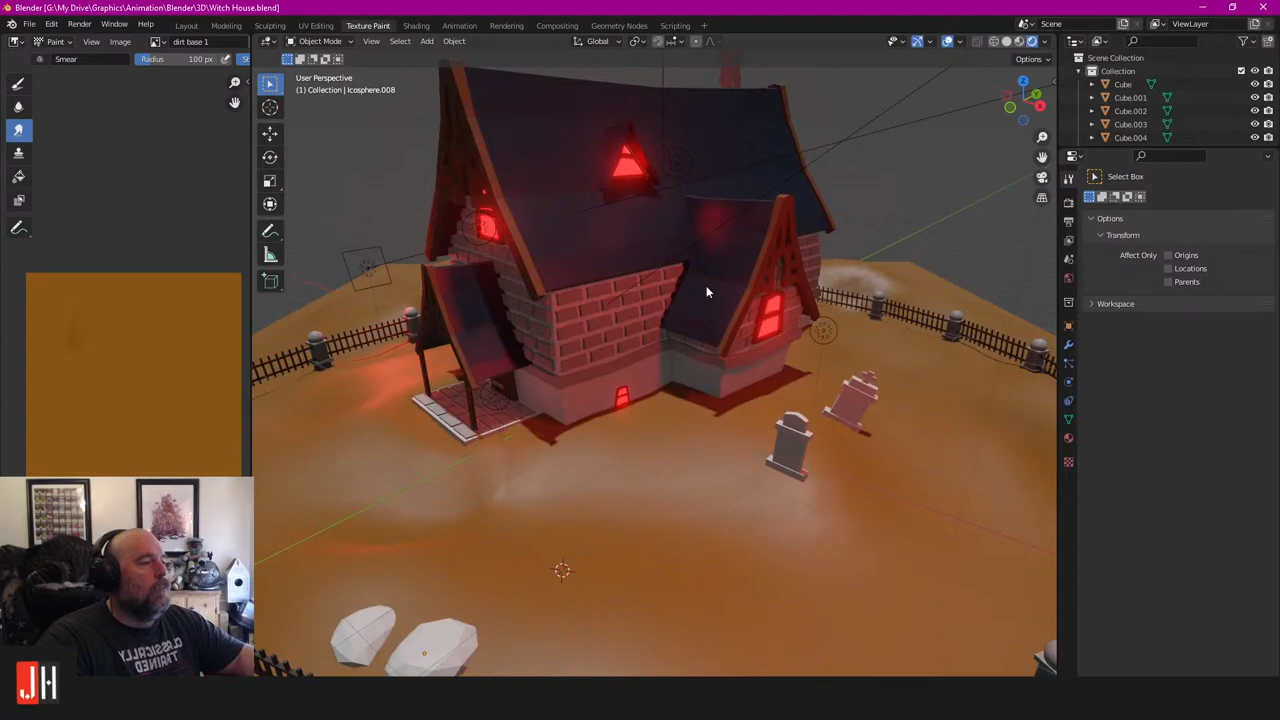 Blender [G:\My Drive\Graphics\Animation\Blender\3D\Witch House.blend]
File Edit Render Window Help
Layout Modeling Sculpting UV Editing Texture Paint Shading Animation Rendering Compositing Geometry Nodes Scripting +
Scene
ViewLayer
Paint View Image dirt base 1
Object Mode View Select Add Object
Global
Smear Radius 100 px St
Options
User Perspective
(1) Collection | Icosphere.008
Z
Y
X
Scene Collection
Collection
Cube
Cube.001
Cube.002
Cube.003
Cube.004
Select Box
Options
Transform
Affect Only Origins
Locations
Parents
Workspace
CLASSICALLY
TRAINED
JH